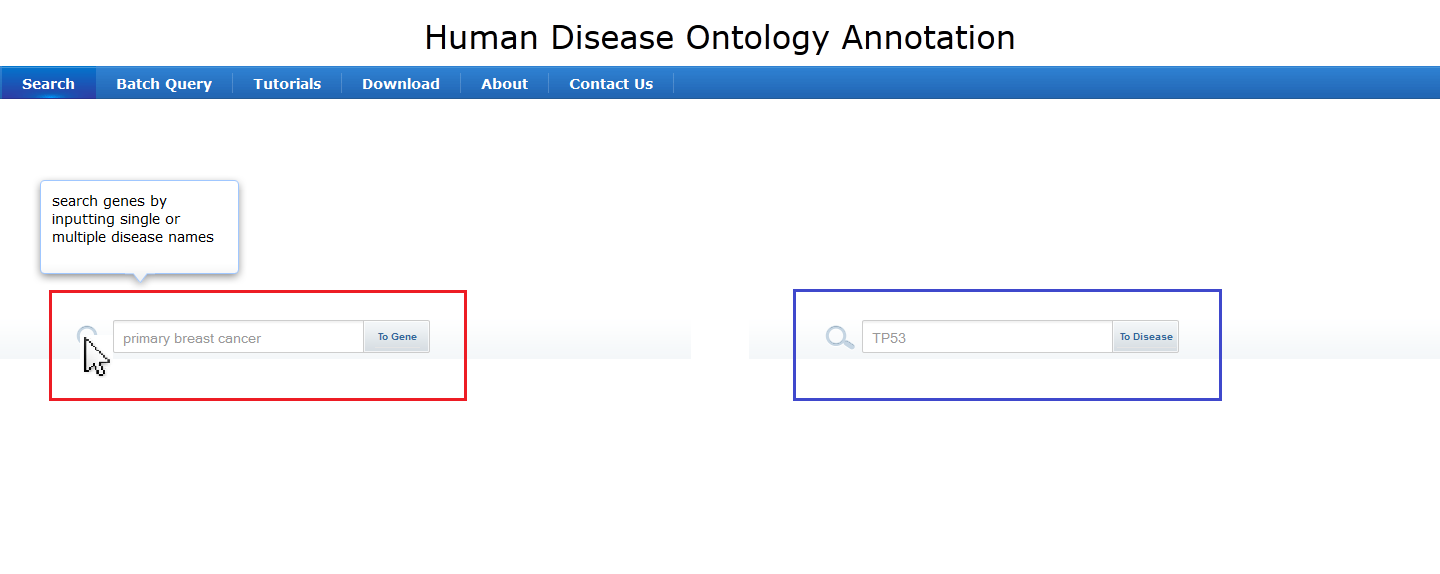 Human Disease Ontology Annotation
Search Batch Query Tutorials Download About Contact Us
search genes by
inputting single or
multiple disease names
primary breast cancer To Gene
TP53 To Disease